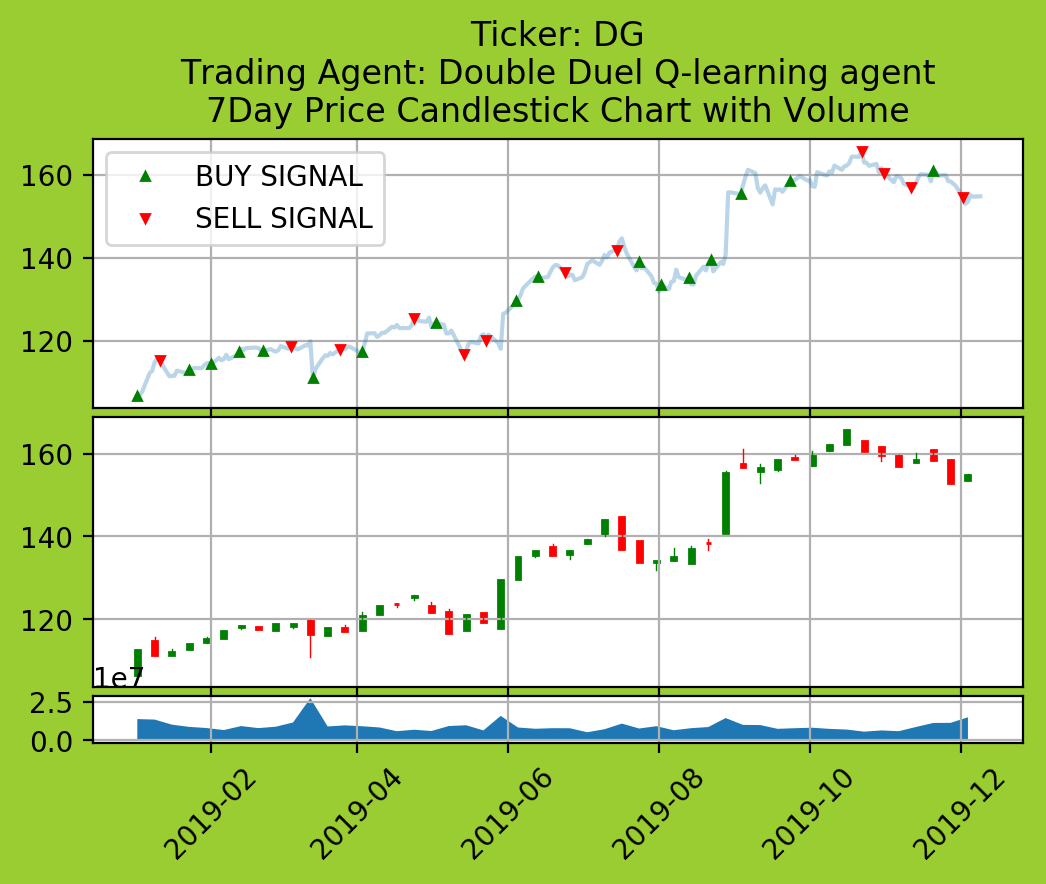 Ticker: DG
Trading Agent: Double Duel Q-learning agent
7Day Price Candlestick Chart with Volume
BUY SIGNAL
SELL SIGNAL
160
140
120
160
140
120
1e7
2.5
0.0
2019-02
2019-04
2019-06
2019-08
2019-10
2019-12